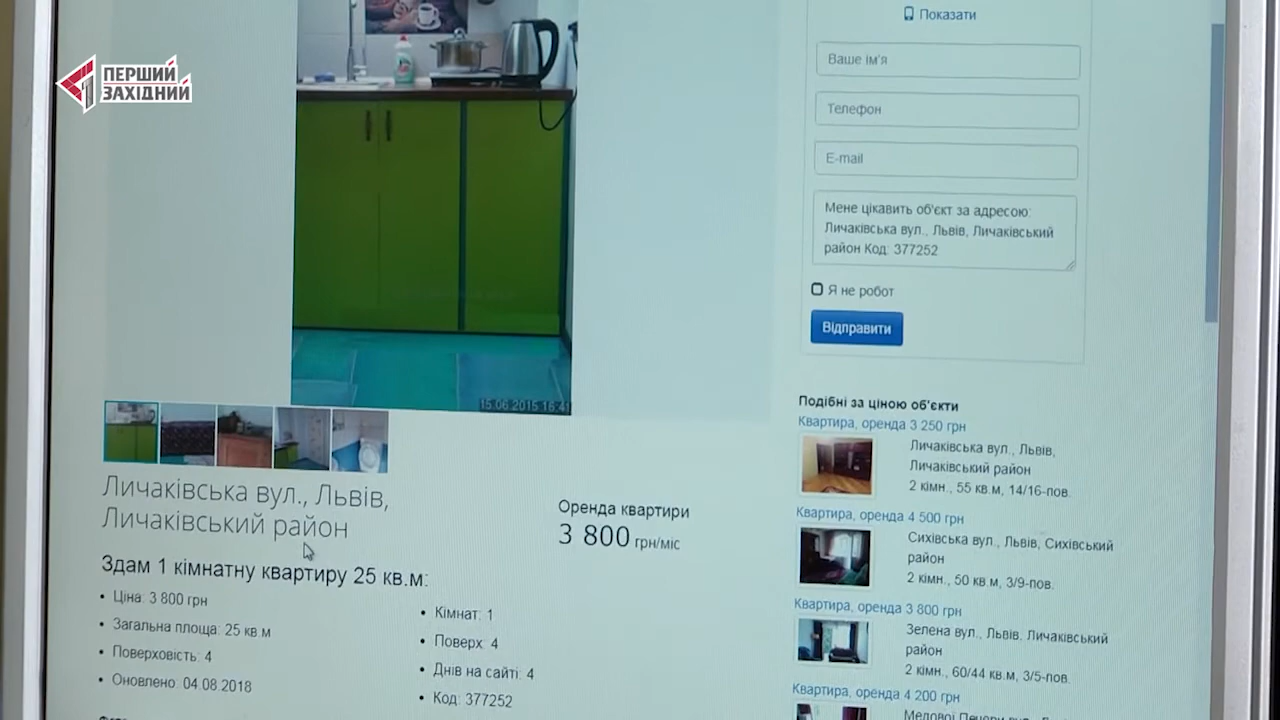 ПЕРШИЙ
ЗАХІДНИЙ
Показати
Ваше ім'я
Телефон
E-mail
Мене цікавить об'єкт за адресою:
Личаківська вул., Львів, Личаківський
район Код: 377252
Я не робот
Відправити
15.06.2015 16:41
Личаківська вул., Львів,
Личаківський район
Оренда квартири
3 800 грн/міс
Здам 1 кімнатну квартиру 25 кв.м:
• Ціна: 3 800 грн
• Загальна площа: 25 кв.м
• Поверховість: 4
• Оновлено: 04.08.2018
• Кімнат: 1
• Поверх: 4
• Днів на сайті: 4
• Код: 377252
Подібні за ціною об'єкти
Квартира, оренда 3 250 грн
Личаківська вул., Львів,
Личаківський район
2 кімн., 55 кв.м, 14/16-пов.
Квартира, оренда 4 500 грн
Сихівська вул., Львів, Сихівський
район
2 кімн., 50 кв.м, 3/9-пов.
Квартира, оренда 3 800 грн
Зелена вул., Львів, Личаківський
район
2 кімн., 60/44 кв.м, 3/5-пов.
Квартира, оренда 4 200 грн
Медової Печери вул.,